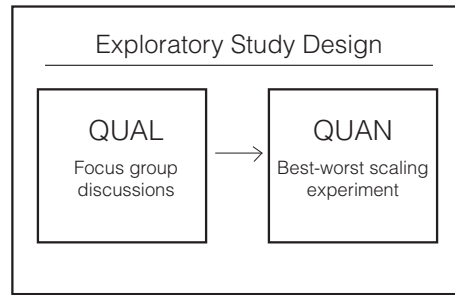 Exploratory Study Design
QUAL
Focus group
discussions
QUAN
Best-worst scaling
experiment